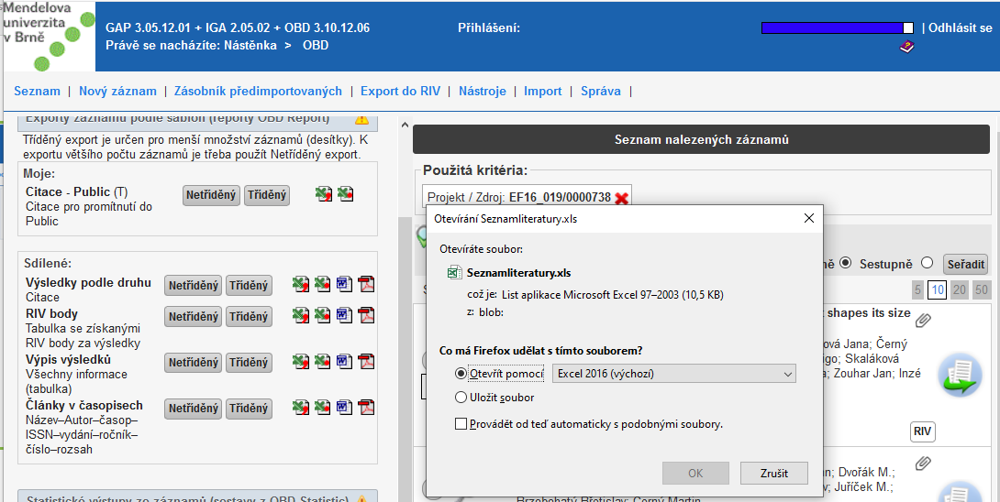 Mendelova
univerzita
v Brně
GAP 3.05.12.01 + IGA 2.05.02 + OBD 3.10.12.06
Právě se nacházíte: Nástěnka > OBD
Přihlášení:
| Odhlásit se
Seznam | Nový záznam | Zásobník předimportovaných | Export do RIV | Nástroje | Import | Správa |
Exporty záznamů podle šablon (reporty OBD Report)
Tříděný export je určen pro menší množství záznamů (desítky). K
exportu většího počtu záznamů je třeba použít Netříděný export.
Moje:
Citace - Public (T)
Citace pro promítnutí do
Public
Netříděný Tříděný
Sdílené:
Výsledky podle druhu
Citace
Netříděný Tříděný
RIV body
Tabulka se získanými
RIV body za výsledky
Netříděný Tříděný
Výpis výsledků
Všechny informace
(tabulka)
Netříděný Tříděný
Články v časopisech
Název–Autor–časop–
ISSN–vydání–ročník–
číslo–rozsah
Netříděný Tříděný
Statistické výstupy ze záznamů (sestavy z OBD Statistic)
Seznam nalezených záznamů
Použitá kritéria:
Projekt / Zdroj: EF16_019/0000738
Otevírání Seznamliteratury.xls
Otevíráte soubor:
Seznamliteratury.xls
což je: List aplikace Microsoft Excel 97–2003 (10,5 KB)
z: blob:
Co má Firefox udělat s tímto souborem?
Otevřít pomocí
Excel 2016 (výchozí)
Uložit soubor
Provádět od teď automaticky s podobnými soubory.
OK
Zrušit
ně Sestupně Seřadit
5 10 20 50
shapes its size
ová Jana; Černý
igo; Skaláková
a; Zouhar Jan; Inzé
RIV
un; Dvořák M.;
y; Juříček M.;
Hrzebohatý Břetislav; Černý Martin